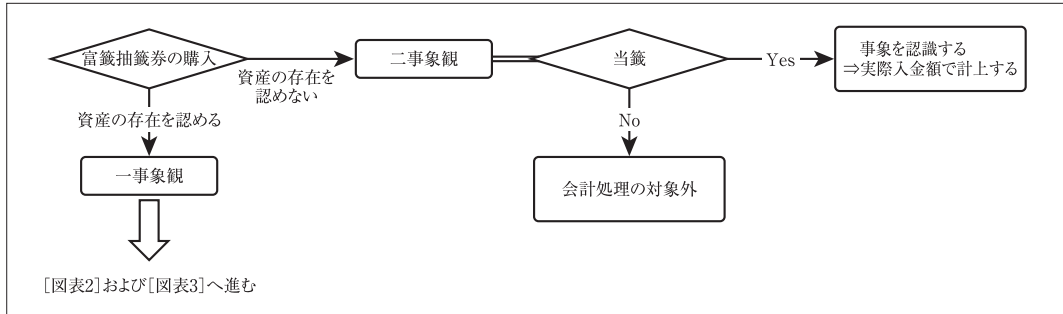 富籤抽籤券の購入
資産の存在を
認めない
二事象観
当籤
Yes
事象を認識する
⇒実際入金額で計上する
資産の存在を認める
No
一事象観
会計処理の対象外
[図表2]および[図表3]へ進む